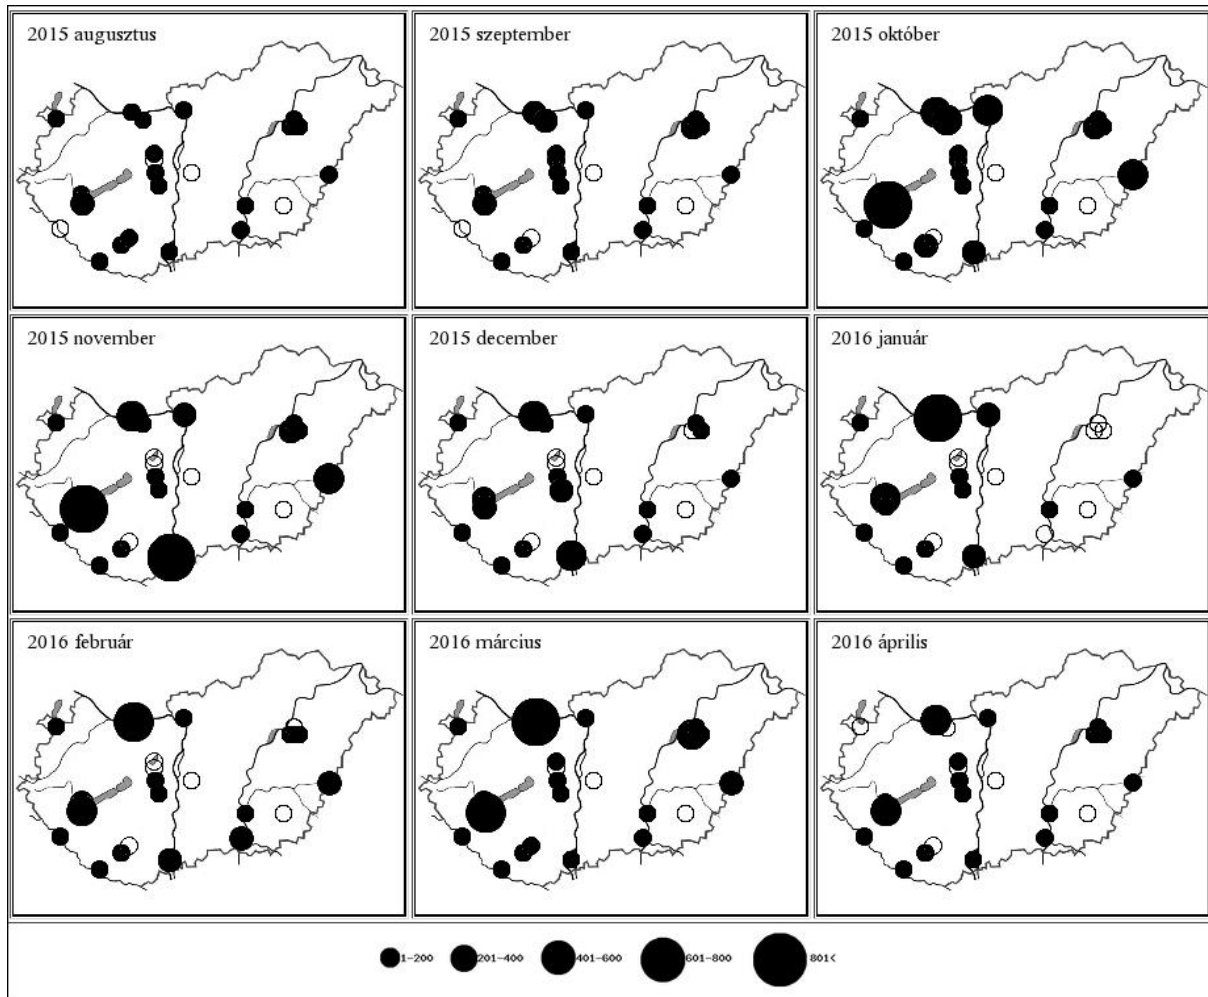 2015 augusztus
2015 szeptember
2015 október
2015 november
2015 december
2016 január
2016 február
2016 március
2016 április
1-200
201-400
401-600
601-800
801<